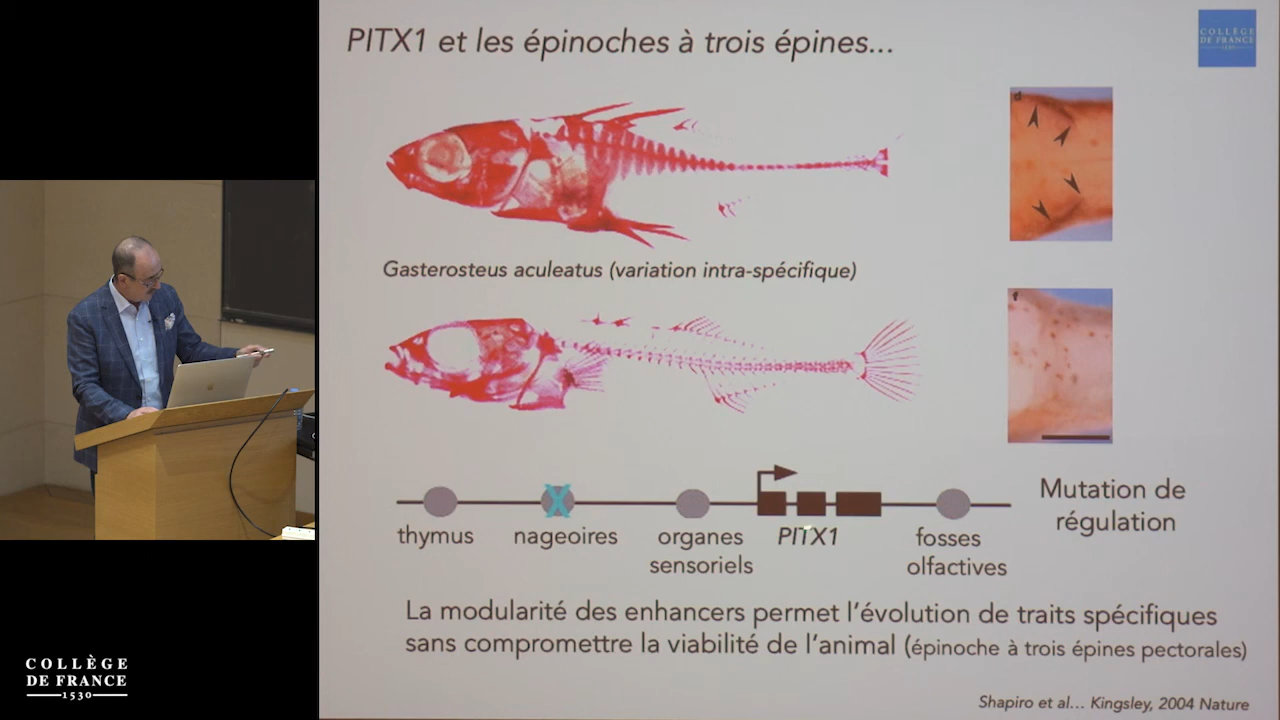 PITX1 et les épinoches à trois épines...
COLLÈGE
DE FRANCE
1530
d
Gasterosteus aculeatus (variation intra-spécifique)
f
thymus
nageoires
organes
sensoriels
PITX1
fosses
olfactives
Mutation de
régulation
La modularité des enhancers permet l'évolution de traits spécifiques
sans compromettre la viabilité de l'animal (épinoche à trois épines pectorales)
Shapiro et al... Kingsley, 2004 Nature
COLLÈGE
DE FRANCE
1530